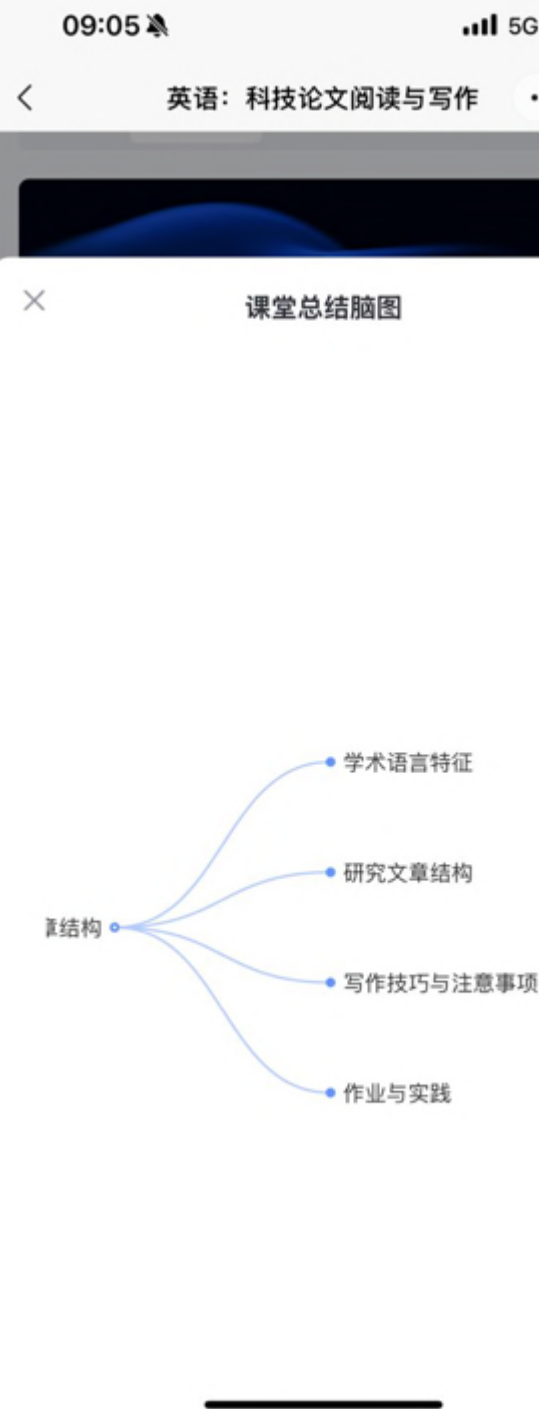 09:05
5G
英语：科技论文阅读与写作
课堂总结脑图
学术语言特征
研究文章结构
章结构
写作技巧与注意事项
作业与实践